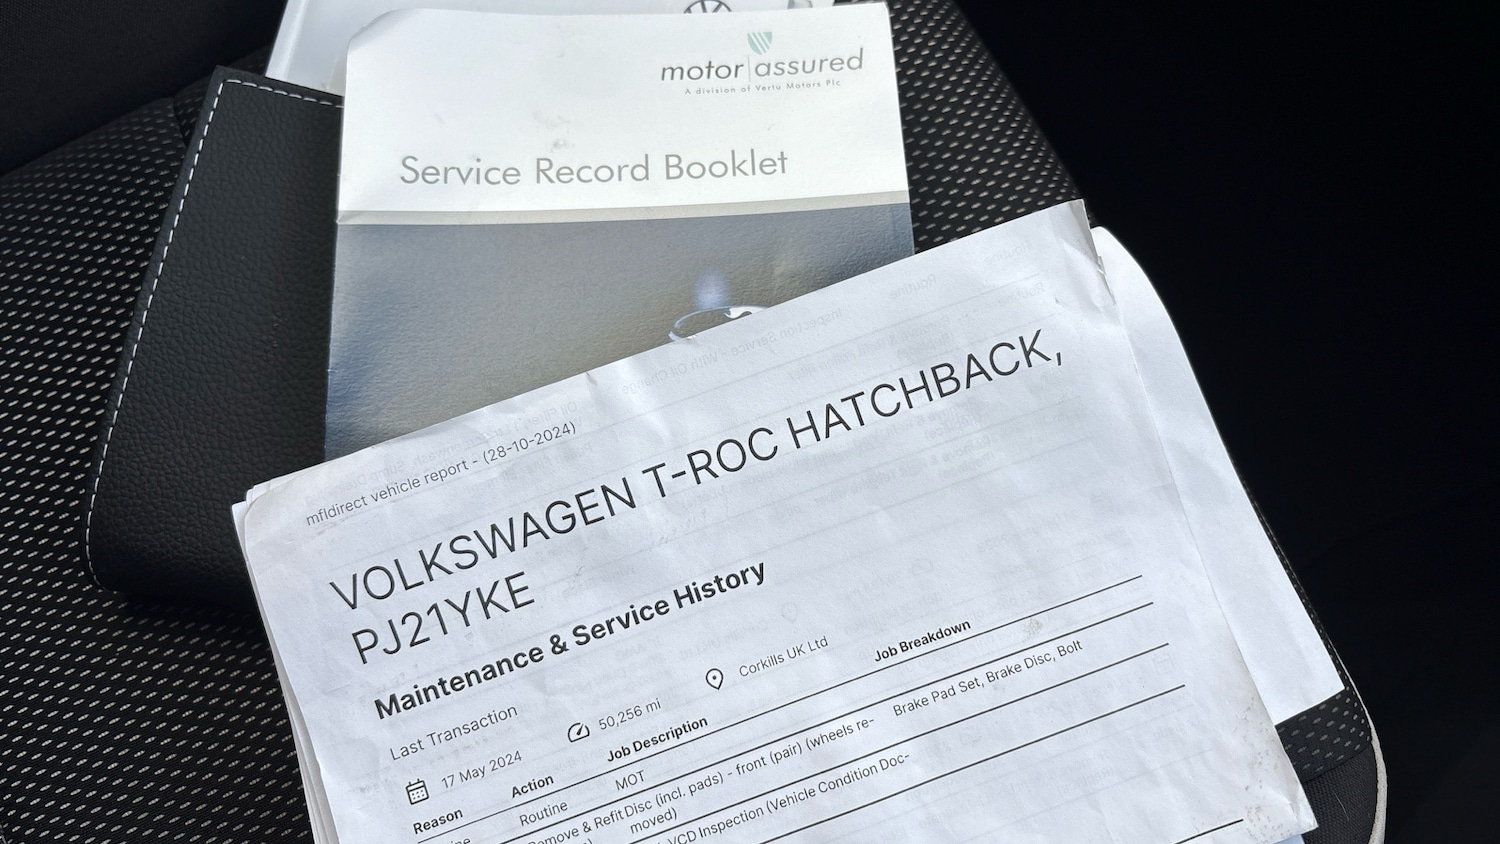 motor assured
A division of Vertu Motors Plc
Service Record Booklet
mfldirect vehicle report - (28-10-2024)
VOLKSWAGEN T-ROC HATCHBACK,
PJ21YKE
Maintenance & Service History
Last Transaction
17 May 2024 50,256 mi Corkills UK Ltd
Reason Action Job Description Job Breakdown
Routine MOT
Remove & Refit Disc (incl. pads) - front (pair) (wheels re- Brake Pad Set, Brake Disc, Bolt
moved)
VCD Inspection (Vehicle Condition Doc-